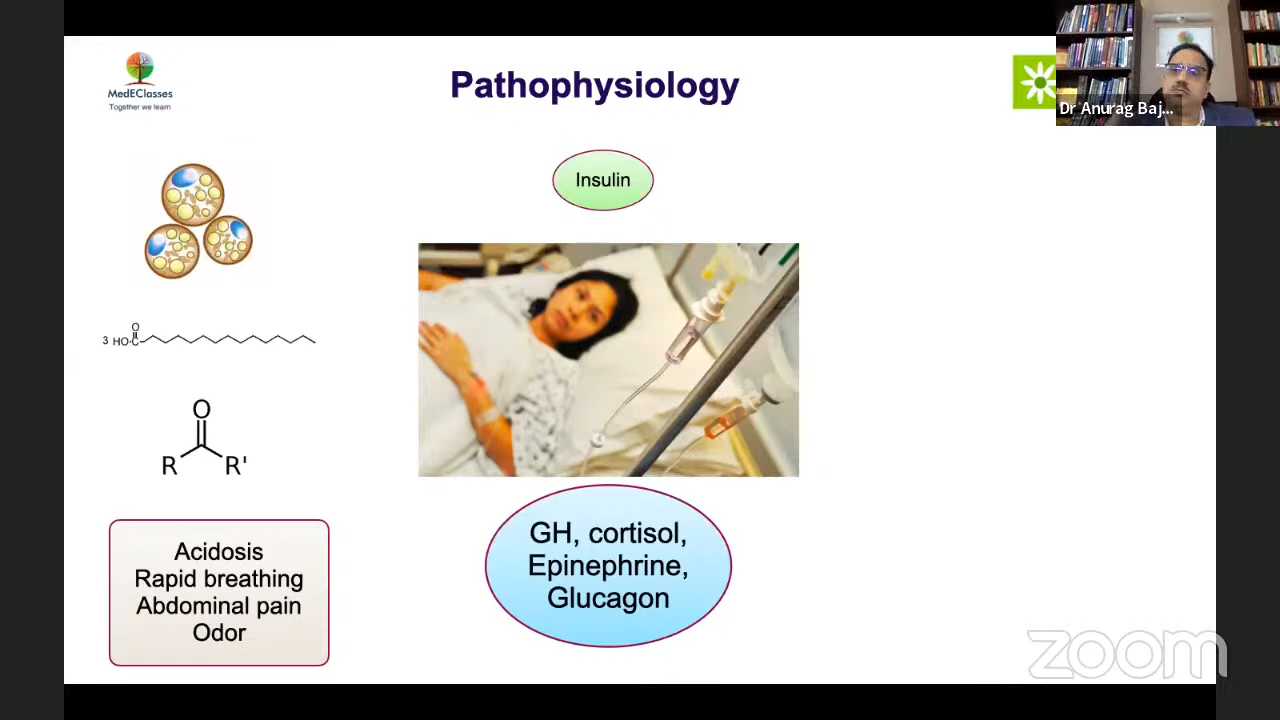 MedEClasses
Together we learn
Pathophysiology
Dr Anurag Baj...
Insulin
3 HO-C
O
O
R R'
Acidosis
Rapid breathing
Abdominal pain
Odor
GH, cortisol,
Epinephrine,
Glucagon
zoom